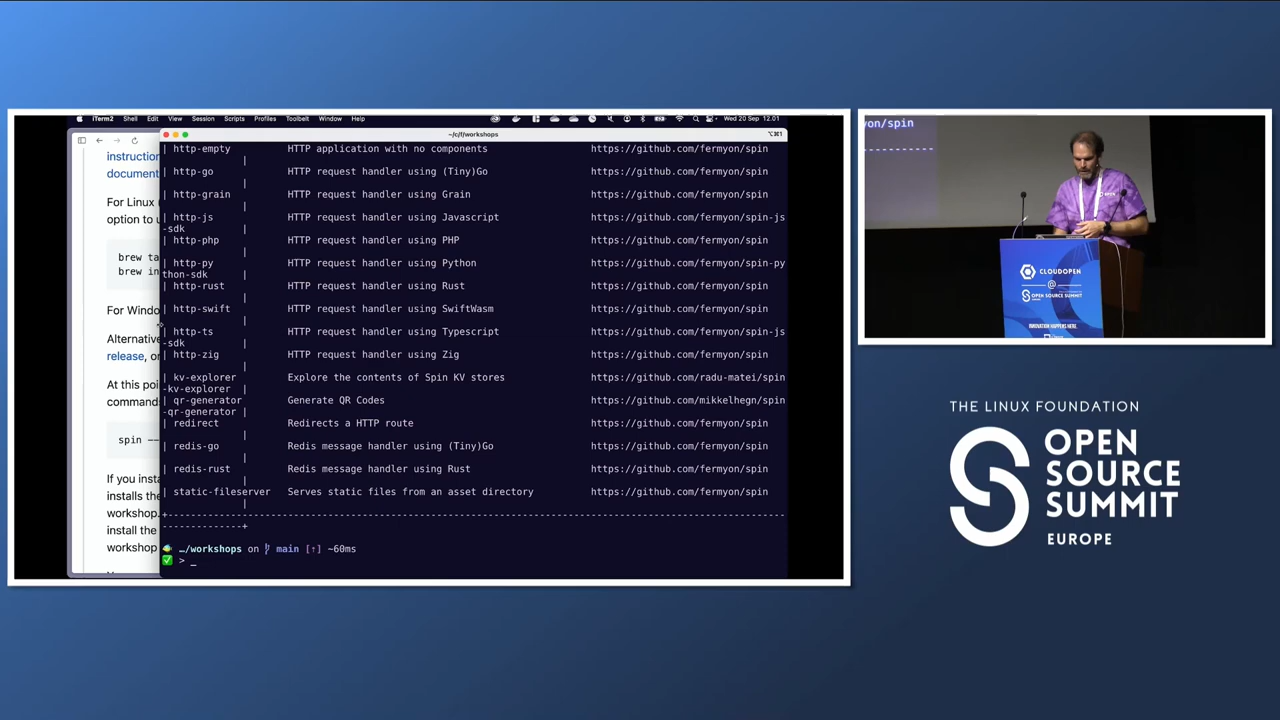 iTerm2 Shell Edit View Session Scripts Profiles Toolbelt Window Help
Wed 20 Sep 12.01
~/c/f/workshops
⌥⌘1
instruction
document
For Linux
option to u
brew ta
brew in
For Windo
Alternative
release, or
At this poi
command
spin --
If you insta
installs the
workshop.
install the
workshop
| http-empty HTTP application with no components https://github.com/fermyon/spin
|
| http-go HTTP request handler using (Tiny)Go https://github.com/fermyon/spin
|
| http-grain HTTP request handler using Grain https://github.com/fermyon/spin
|
| http-js HTTP request handler using Javascript https://github.com/fermyon/spin-js
-sdk |
| http-php HTTP request handler using PHP https://github.com/fermyon/spin
|
| http-py HTTP request handler using Python https://github.com/fermyon/spin-py
thon-sdk |
| http-rust HTTP request handler using Rust https://github.com/fermyon/spin
|
| http-swift HTTP request handler using SwiftWasm https://github.com/fermyon/spin
|
| http-ts HTTP request handler using Typescript https://github.com/fermyon/spin-js
-sdk |
| http-zig HTTP request handler using Zig https://github.com/fermyon/spin
|
| kv-explorer Explore the contents of Spin KV stores https://github.com/radu-matei/spin
-kv-explorer |
| qr-generator Generate QR Codes https://github.com/mikkelhegn/spin
-qr-generator |
| redirect Redirects a HTTP route https://github.com/fermyon/spin
|
| redis-go Redis message handler using (Tiny)Go https://github.com/fermyon/spin
|
| redis-rust Redis message handler using Rust https://github.com/fermyon/spin
|
| static-fileserver Serves static files from an asset directory https://github.com/fermyon/spin
|
+---------------------------------------------------------------------------------------
-------------+
…/workshops on main [↑] ~60ms
> _
yon/spin
CLOUDOPEN
@
OPEN SOURCE SUMMIT
INNOVATION HAPPENS HERE
THE LINUX FOUNDATION
OPEN
SOURCE
SUMMIT
EUROPE